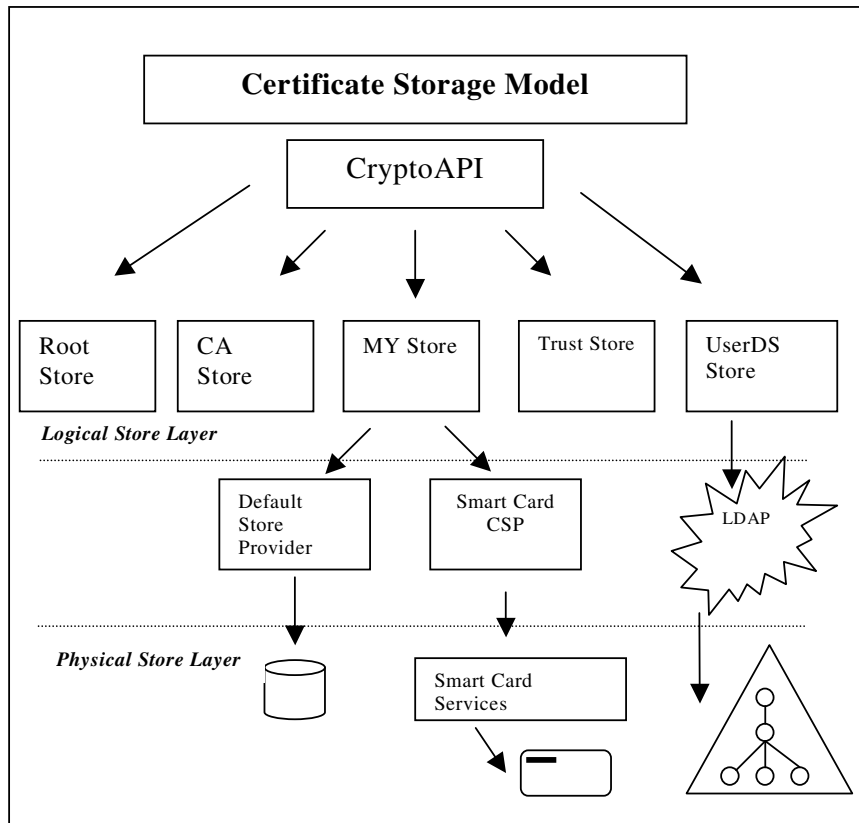 Certificate Storage Model
CryptoAPI
Root
Store
CA
Store
MY Store
Trust Store
UserDS
Store
Logical Store Layer
Default
Store
Provider
Smart Card
CSP
LDAP
Physical Store Layer
Smart Card
Services